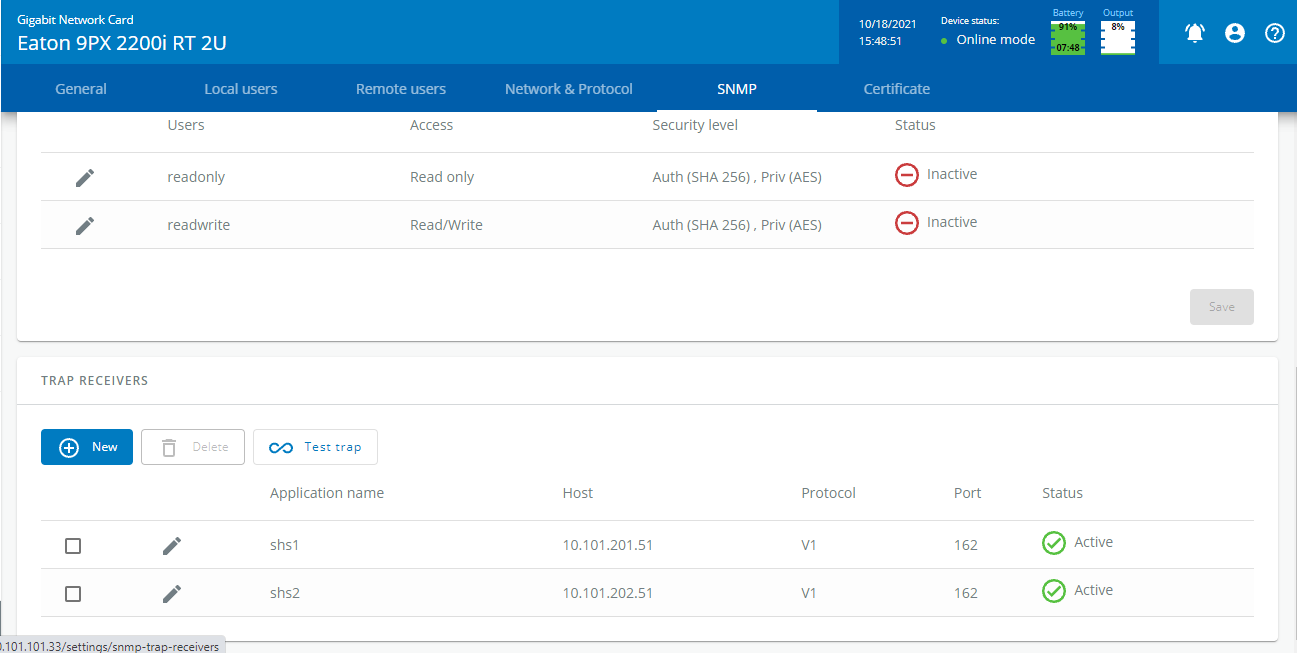 Gigabit Network Card
Eaton 9PX 2200i RT 2U
10/18/2021
15:48:51
Device status:
Online mode
Battery
91%
07:48
Output
8%
General Local users Remote users Network & Protocol SNMP Certificate
Users Access Security level Status
readonly Read only Auth (SHA 256) , Priv (AES) Inactive
readwrite Read/Write Auth (SHA 256) , Priv (AES) Inactive
Save
TRAP RECEIVERS
New Delete Test trap
Application name Host Protocol Port Status
shs1 10.101.201.51 V1 162 Active
shs2 10.101.202.51 V1 162 Active
.101.101.33/settings/snmp-trap-receivers